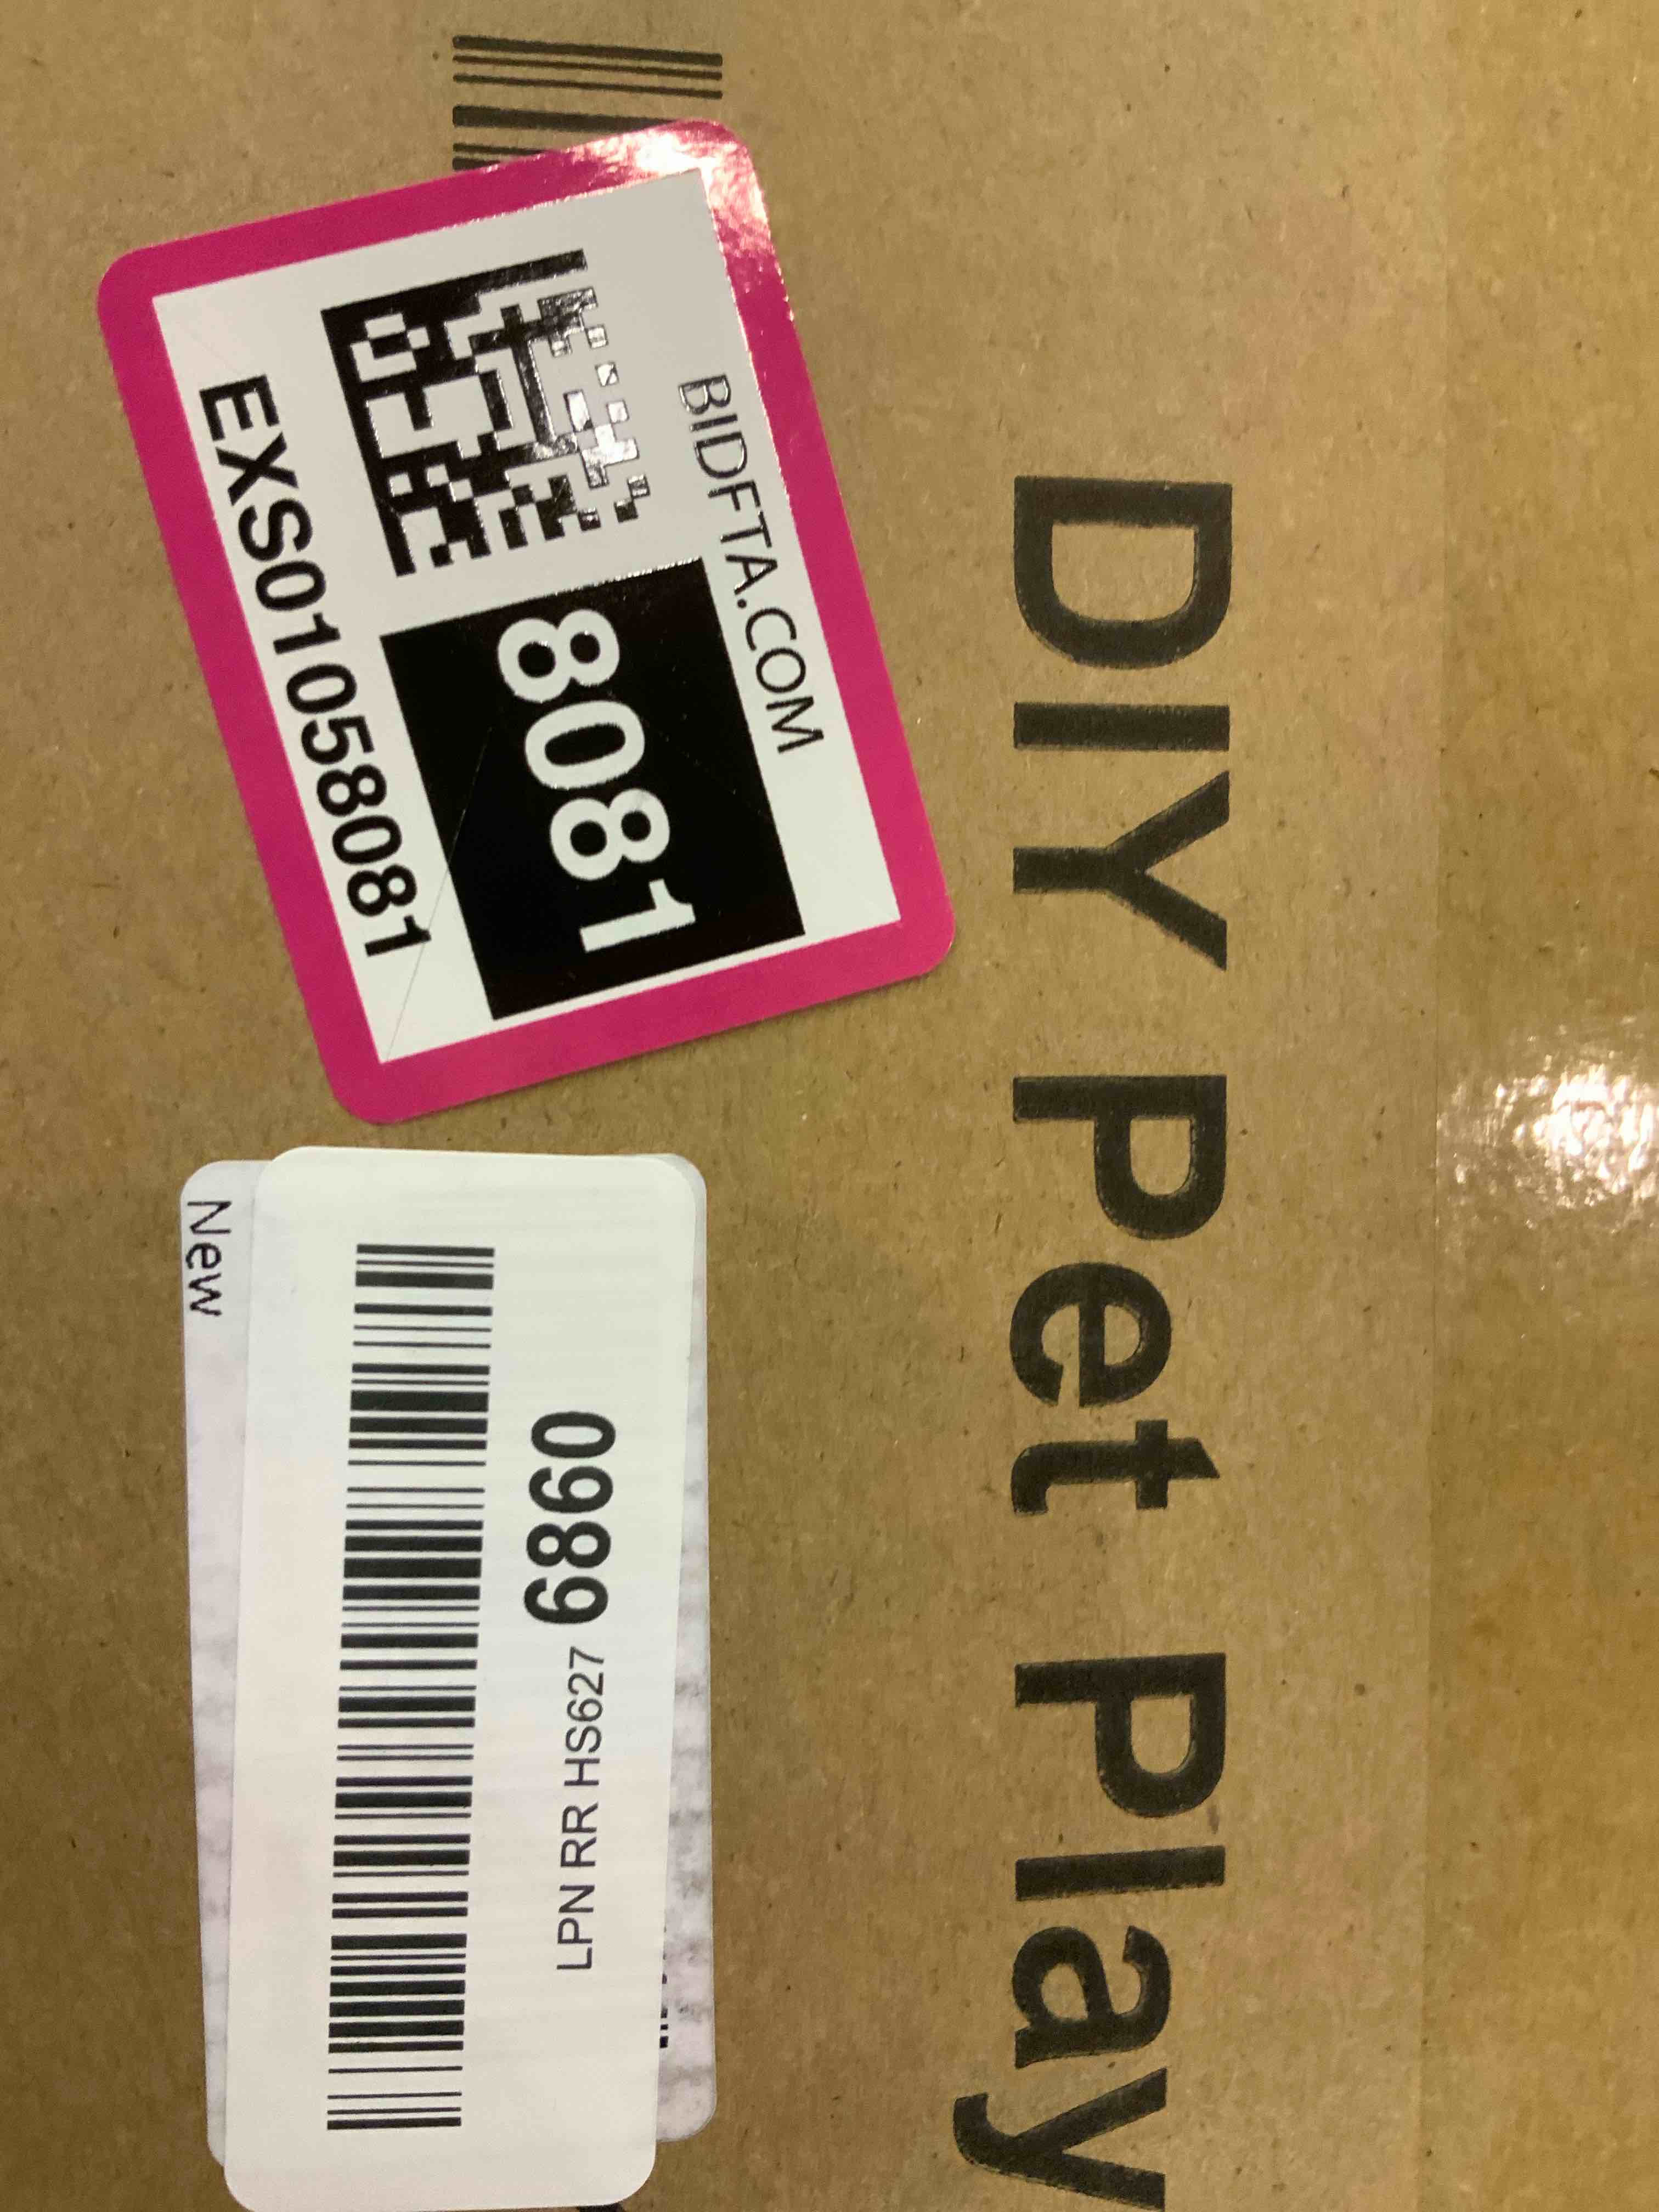 DIY Pet Play
BIDFTA.COM
8081
EXS01058081
LPN RR HS627 6860
New